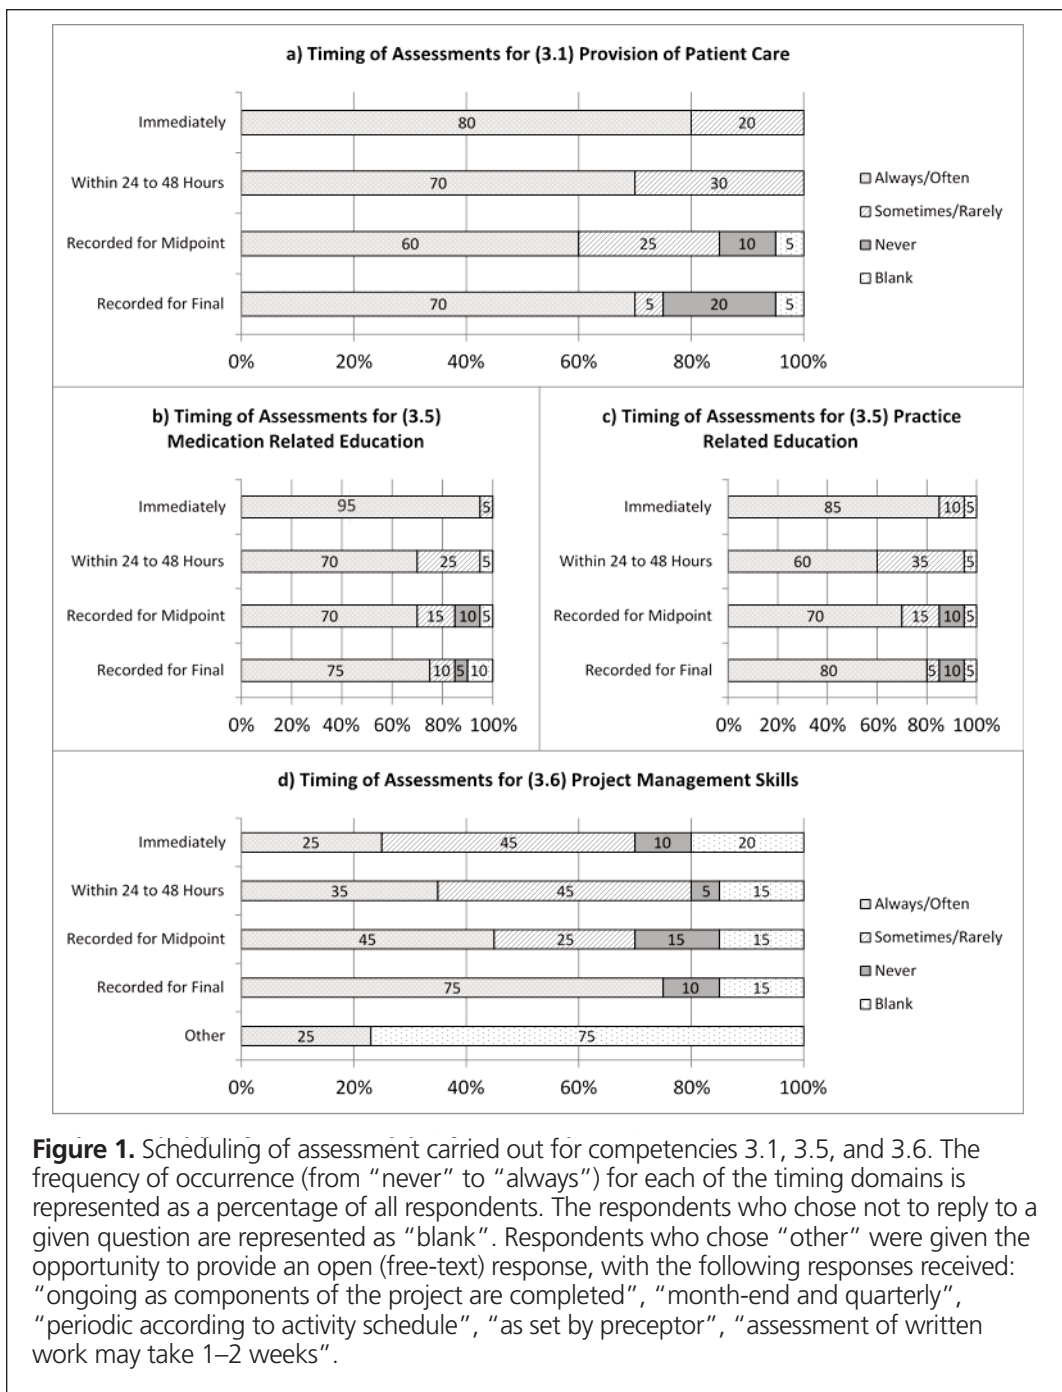 a) Timing of Assessments for (3.1) Provision of Patient Care
Immediately
80
20
Within 24 to 48 Hours
70
30
Recorded for Midpoint
60
25
10
5
Recorded for Final
70
5
20
5
0%
20%
40%
60%
80%
100%
Always/Often
Sometimes/Rarely
Never
Blank
b) Timing of Assessments for (3.5)
Medication Related Education
Immediately
95
5
Within 24 to 48 Hours
70
25
5
Recorded for Midpoint
70
15
10
5
Recorded for Final
75
10
5
10
0%
20%
40%
60%
80%
100%
c) Timing of Assessments for (3.5) Practice
Related Education
Immediately
85
10
5
Within 24 to 48 Hours
60
35
5
Recorded for Midpoint
70
15
10
5
Recorded for Final
80
5
10
5
0%
20%
40%
60%
80%
100%
d) Timing of Assessments for (3.6) Project Management Skills
Immediately
25
45
10
20
Within 24 to 48 Hours
35
45
5
15
Recorded for Midpoint
45
25
15
15
Recorded for Final
75
10
15
Other
25
75
0%
20%
40%
60%
80%
100%
Always/Often
Sometimes/Rarely
Never
Blank
Figure 1. Scheduling of assessment carried out for competencies 3.1, 3.5, and 3.6. The
frequency of occurrence (from “never” to “always”) for each of the timing domains is
represented as a percentage of all respondents. The respondents who chose not to reply to a
given question are represented as “blank”. Respondents who chose “other” were given the
opportunity to provide an open (free-text) response, with the following responses received:
“ongoing as components of the project are completed”, “month-end and quarterly”,
“periodic according to activity schedule”, “as set by preceptor”, “assessment of written
work may take 1–2 weeks”.